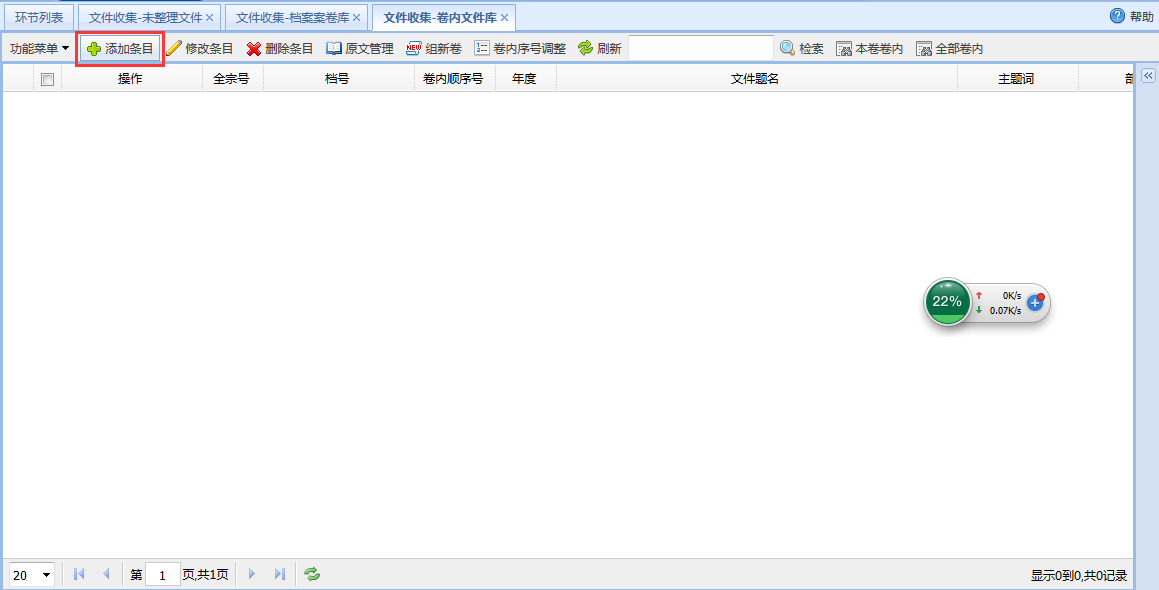 环节列表 文件收集-未整理文件 文件收集-档案案卷库 文件收集-卷内文件库 帮助
功能菜单 添加条目 修改条目 删除条目 原文管理 NEW 组新卷 卷内序号调整 刷新 检索 本卷卷内 全部卷内
操作 全宗号 档号 卷内顺序号 年度 文件题名 主题词
22% 0K/s
0.07K/s
20 第 1 页,共1页 显示0到0,共0记录